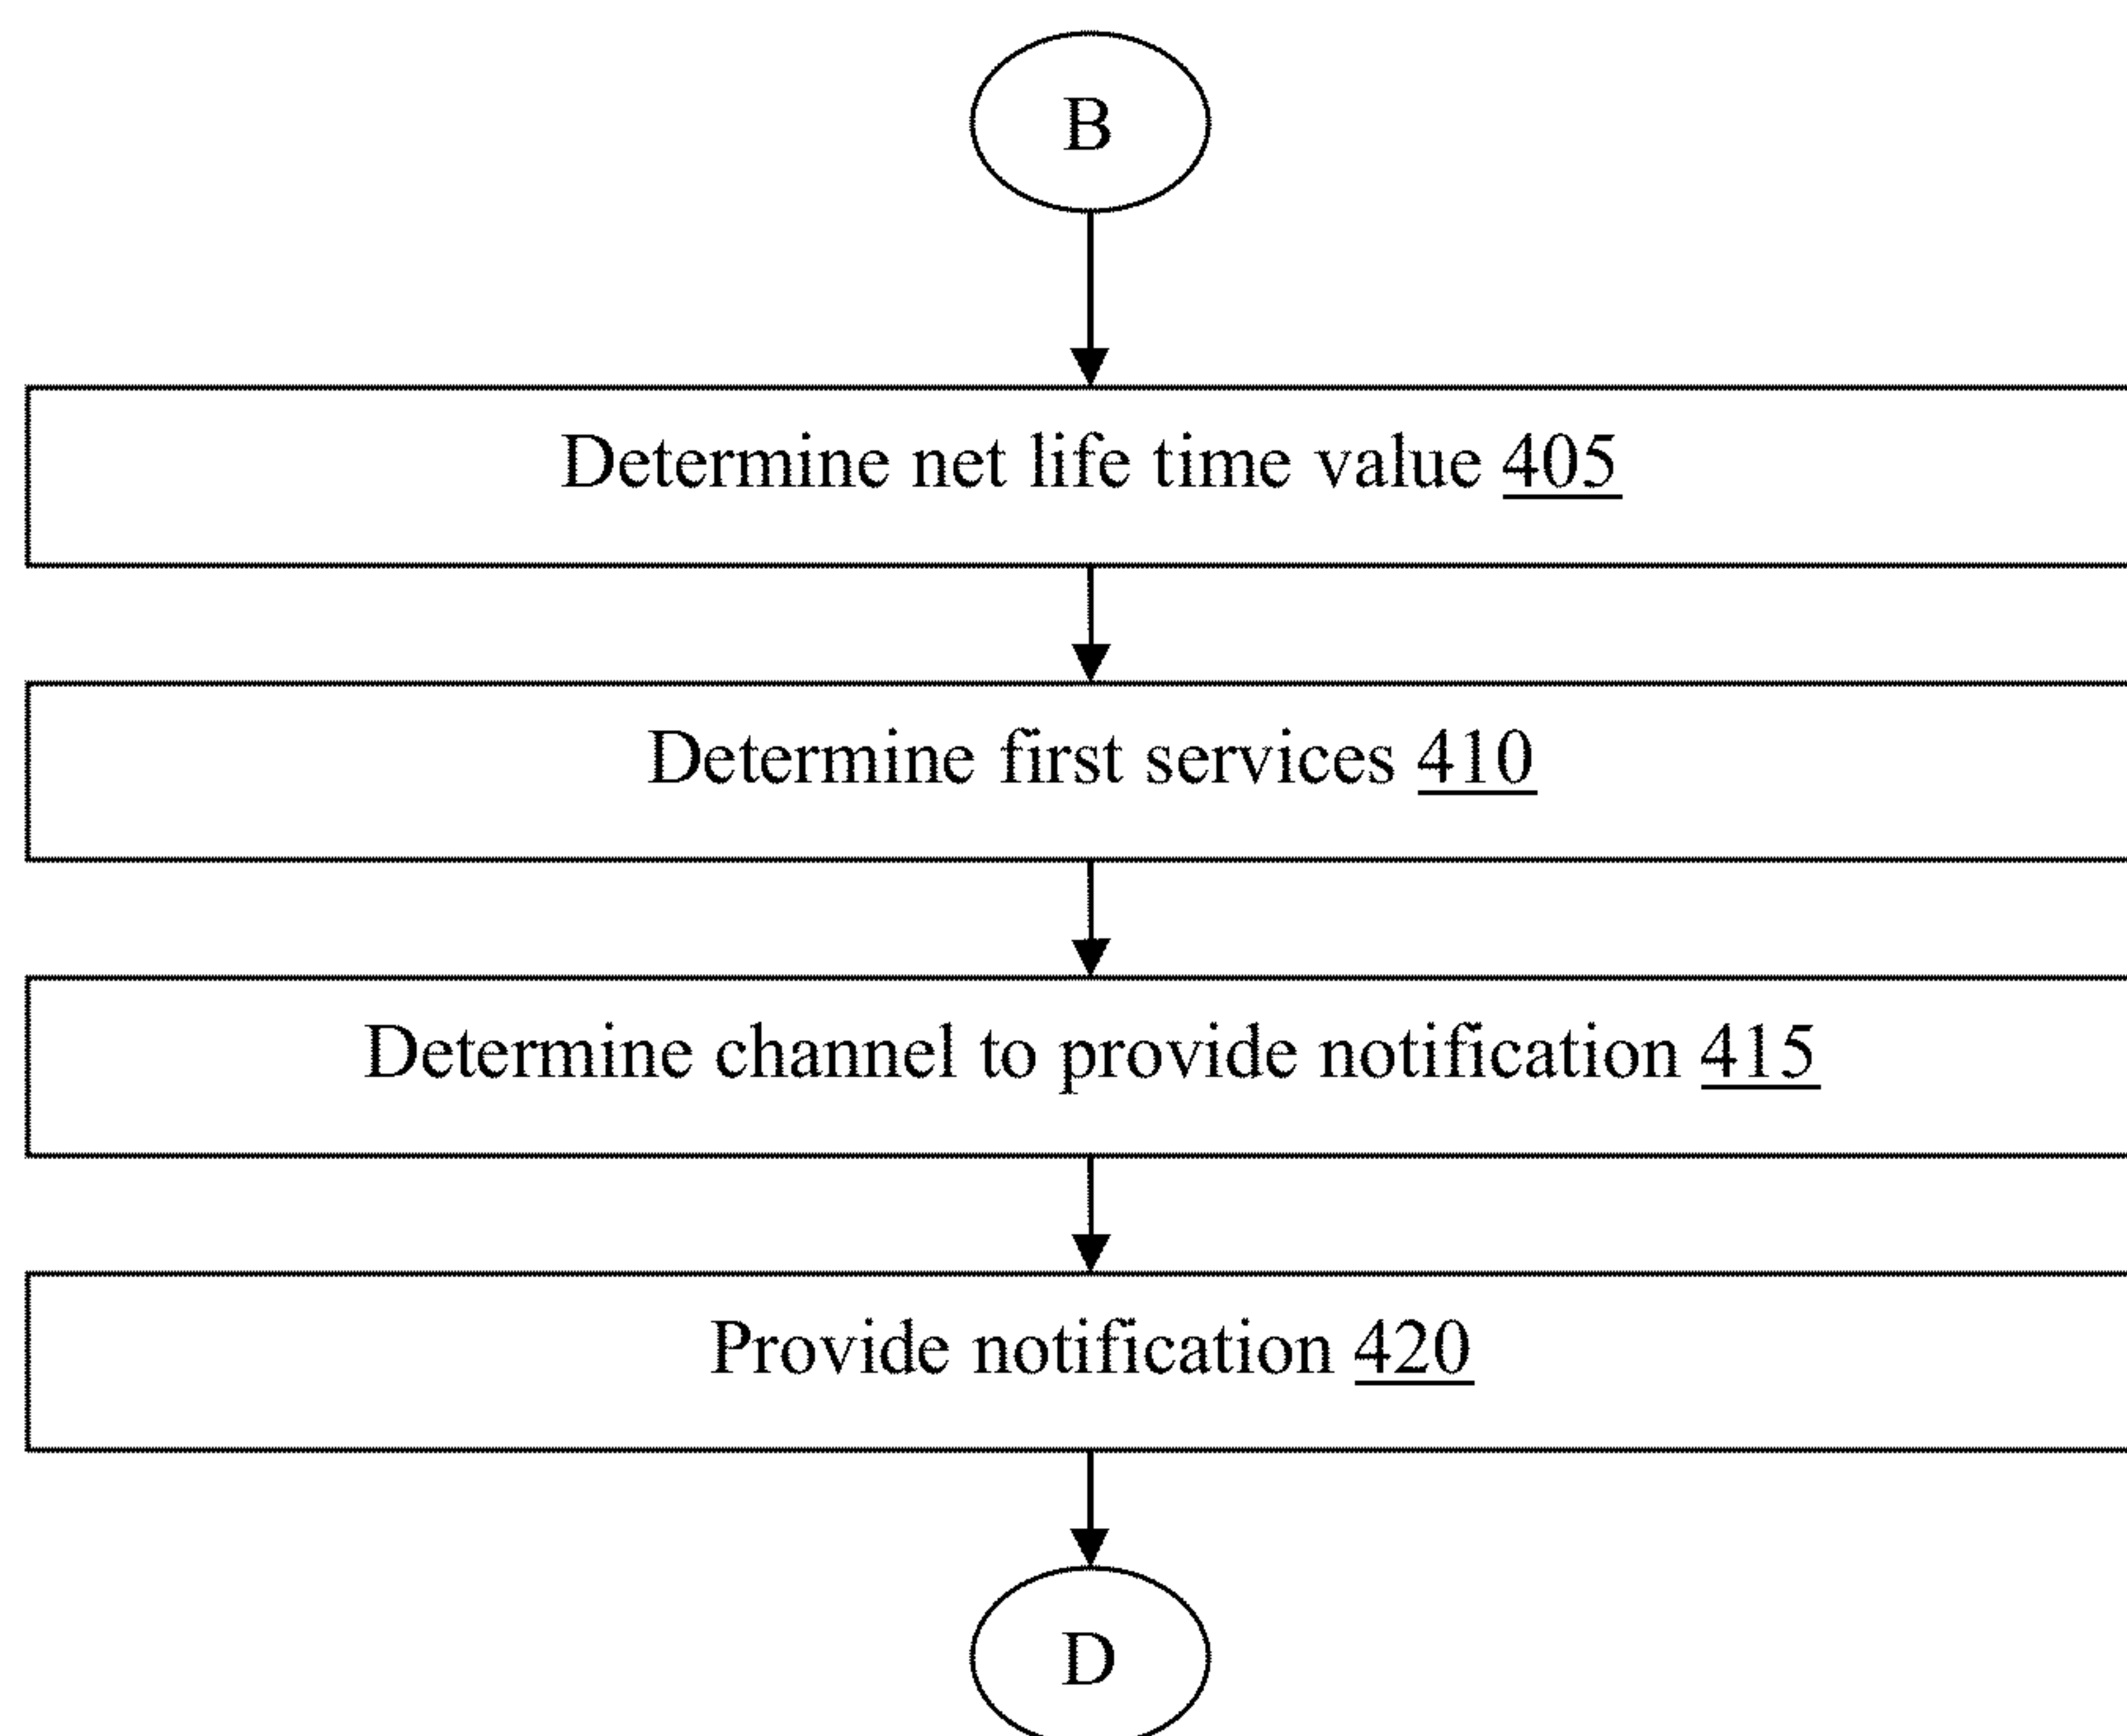 B
Determine net life time value 405
Determine first services 410
Determine channel to provide notification 415
Provide notification 420
D